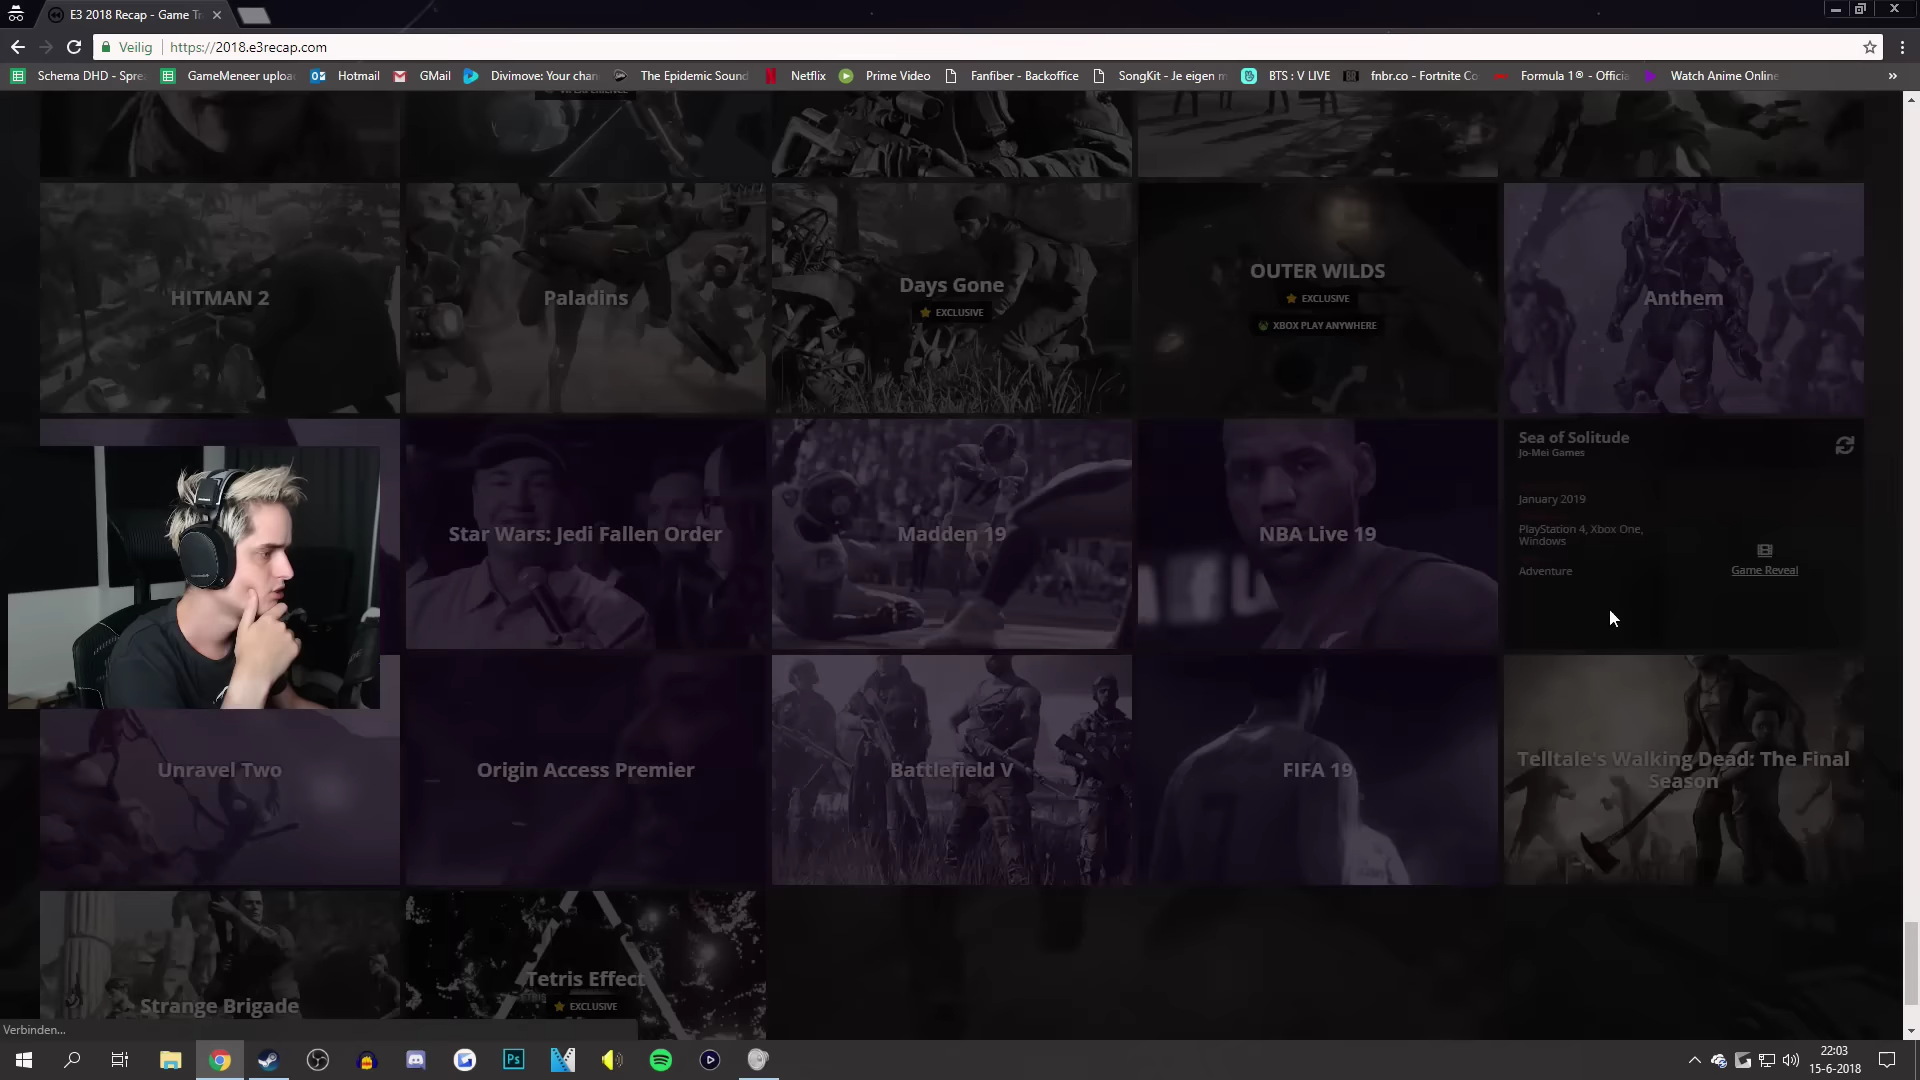 E3 2018 Recap - Game Tr
Veilig
https://2018.e3recap.com
Schema DHD - Spre
GameMeneer uploa
Hotmail
GMail
Divimove: Your chan
The Epidemic Sound
Netflix
Prime Video
Fanfiber - Backoffice
SongKit - Je eigen m
BTS : V LIVE
fnbr.co - Fortnite Co
Formula 1® - Officia
Watch Anime Online
»
HITMAN 2
Paladins
Days Gone
EXCLUSIVE
OUTER WILDS
EXCLUSIVE
XBOX PLAY ANYWHERE
Anthem
Star Wars: Jedi Fallen Order
Madden 19
NBA Live 19
Sea of Solitude
Jo-Mei Games
January 2019
PlayStation 4, Xbox One,
Windows
Adventure
Game Reveal
Unravel Two
Origin Access Premier
Battlefield V
FIFA 19
Telltale's Walking Dead: The Final
Season
Strange Brigade
Tetris Effect
EXCLUSIVE
Verbinden...
Ps
22:03
15-6-2018